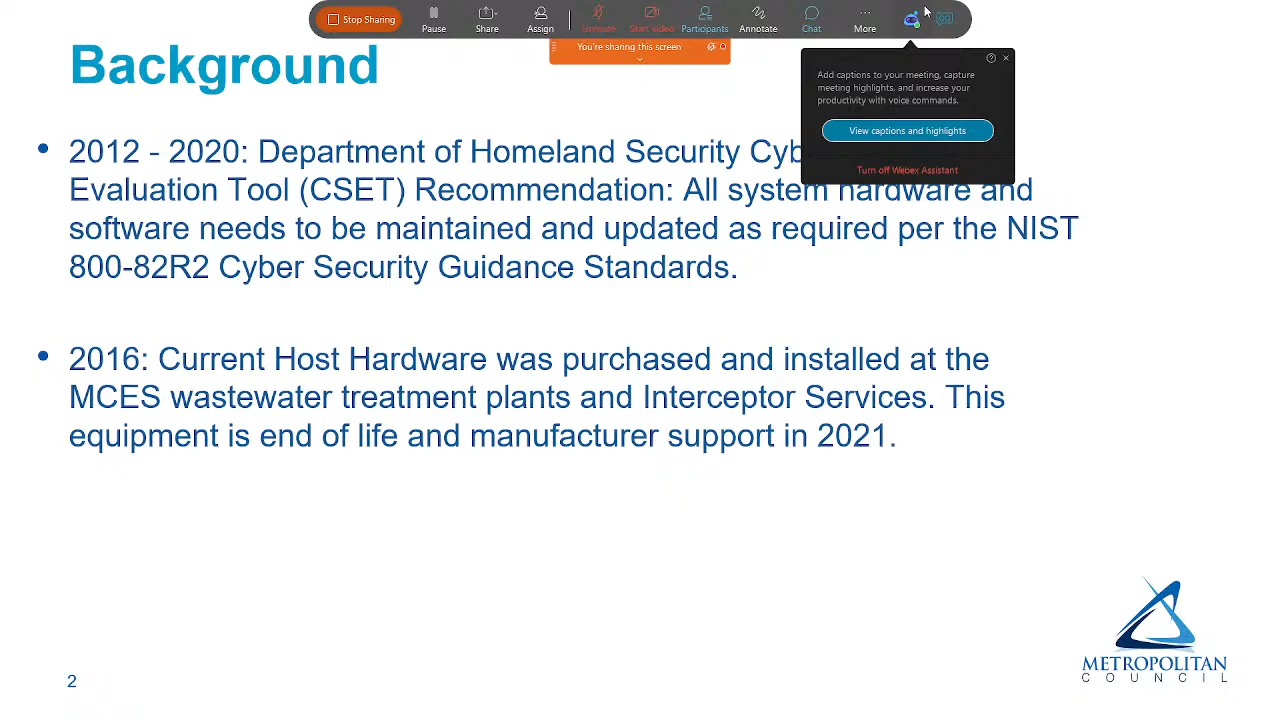 Stop Sharing
Pause
Share
Assign
Unmute
Start video
Participants
Annotate
Chat
More
You're sharing this screen
Add captions to your meeting, capture
meeting highlights, and increase your
productivity with voice commands.
View captions and highlights
Turn off Webex Assistant
Background
• 2012 - 2020: Department of Homeland Security Cyb
Evaluation Tool (CSET) Recommendation: All system hardware and
software needs to be maintained and updated as required per the NIST
800-82R2 Cyber Security Guidance Standards.
• 2016: Current Host Hardware was purchased and installed at the
MCES wastewater treatment plants and Interceptor Services. This
equipment is end of life and manufacturer support in 2021.
METROPOLITAN
COUNCIL
2